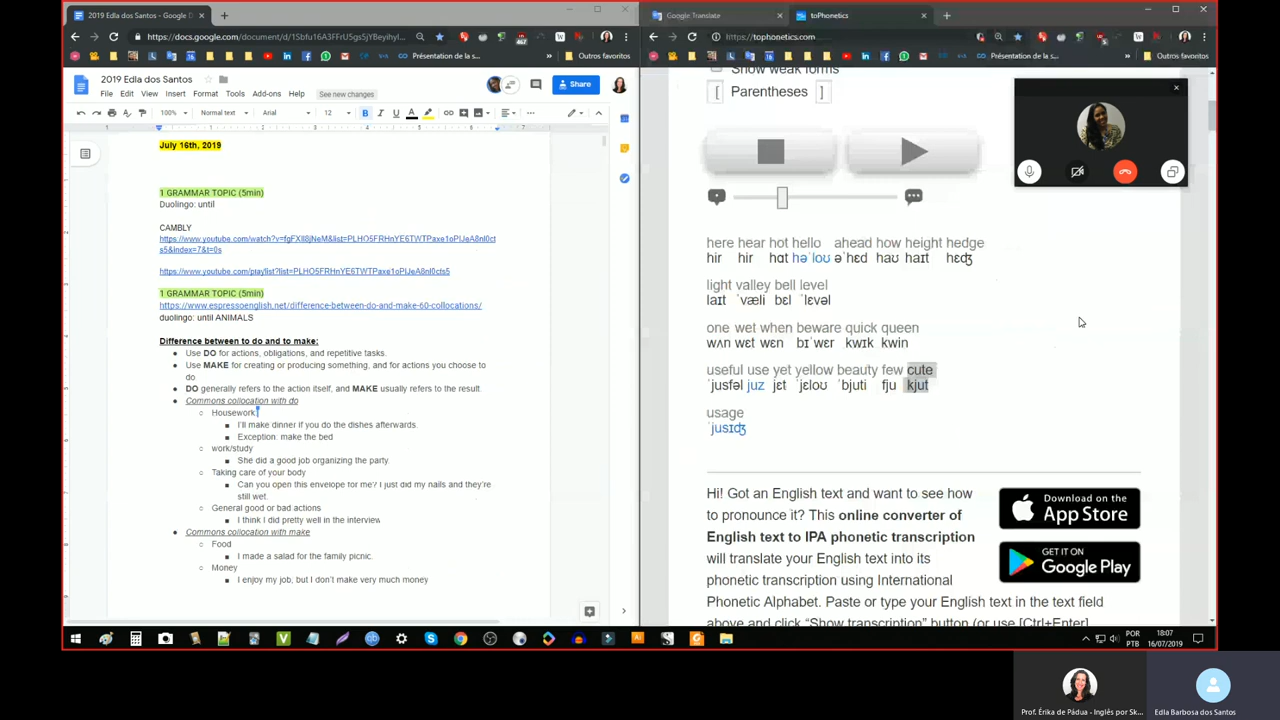 2019 Edla dos Santos - Google D
https://docs.google.com/document/d/1Sbfu16A3FFrU5gs5jYBeyihyl
Présentation de la s...
Outros favoritos
2019 Edla dos Santos
File Edit View Insert Format Tools Add-ons Help See new changes
Share
100% Normal text Arial 12
July 16th, 2019
1 GRAMMAR TOPIC (5min)
Duolingo: until
CAMBLY
https://www.youtube.com/playlist?list=PLHO5FRHnYE6TWTPaxe1oPIJeA8nl0cts5
1 GRAMMAR TOPIC (5min)
https://www.espressoenglish.net/difference-between-do-and-make-60-collocations/
duolingo: until ANIMALS
Difference between to do and to make:
Use DO for actions, obligations, and repetitive tasks.
Use MAKE for creating or producing something, and for actions you choose to
do
DO generally refers to the action itself, and MAKE usually refers to the result.
Commons collocation with do
Housework
I'll make dinner if you do the dishes afterwards.
Exception: make the bed
work/study
She did a good job organizing the party.
Taking care of your body
Can you open this envelope for me? I just did my nails and they're
still wet.
General good or bad actions
I think I did pretty well in the interview
Commons collocation with make
Food
I made a salad for the family picnic.
Money
I enjoy my job, but I don't make very much money
Google Translate
toPhonetics
https://tophonetics.com
Présentation de la s...
Outros favoritos
Show weak forms
[ Parentheses ]
here hear hot hello ahead how height hedge
hir hir hɑt həˈloʊ əˈhɛd haʊ haɪt hɛʤ
light valley bell level
laɪt ˈvæli bɛl ˈlɛvəl
one wet when beware quick queen
wʌn wɛt wɛn bɪˈwɛr kwɪk kwin
useful use yet yellow beauty few cute
ˈjusfəl juz jɛt ˈjɛloʊ ˈbjuti fju kjut
usage
ˈjusɪʤ
Hi! Got an English text and want to see how
to pronounce it? This online converter of
English text to IPA phonetic transcription
will translate your English text into its
phonetic transcription using International
Phonetic Alphabet. Paste or type your English text in the text field
above and click “Show transcription” button (or use [Ctrl+Enter]
Download on the
App Store
GET IT ON
Google Play
POR
PTB
18:07
16/07/2019
Prof. Érika de Pádua - Inglês por Sk...
Edla Barbosa dos Santos